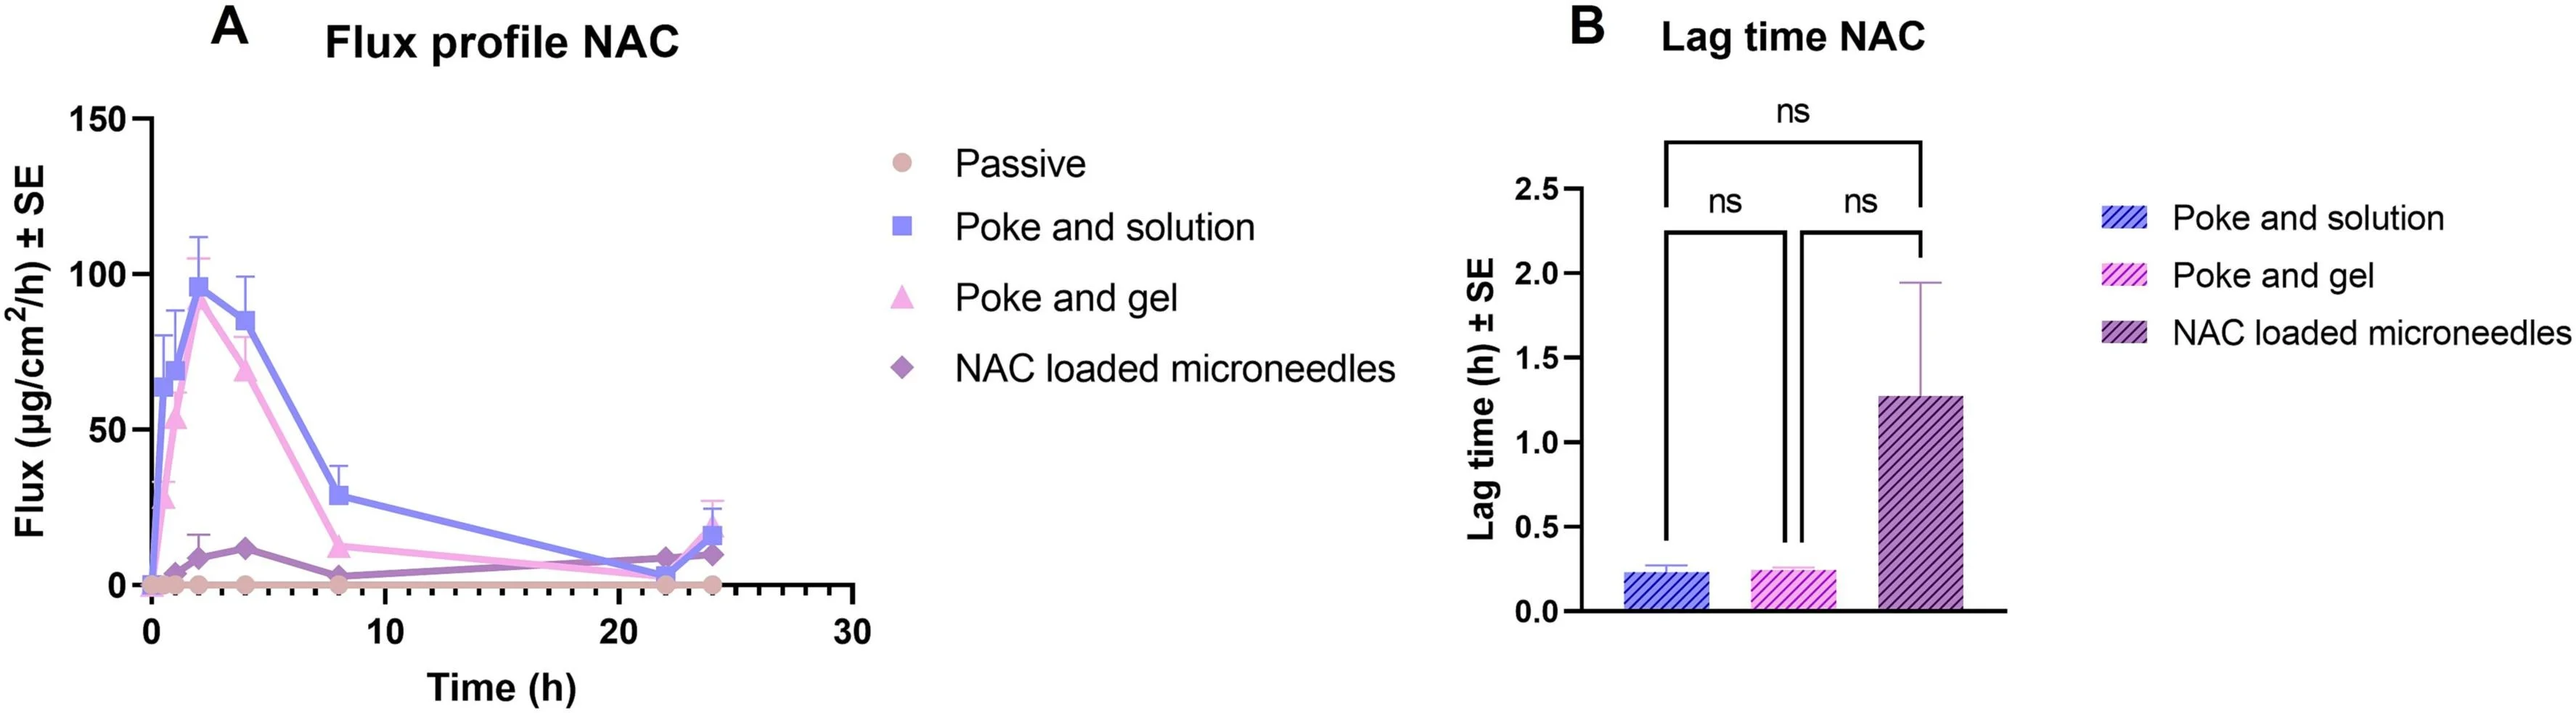 A
Flux profile NAC
Flux (µg/cm²/h) ± SE
150
100
50
0
0
10
20
30
Time (h)
Passive
Poke and solution
Poke and gel
NAC loaded microneedles
B
Lag time NAC
Lag time (h) ± SE
2.5
2.0
1.5
1.0
0.5
0.0
ns
ns
ns
Poke and solution
Poke and gel
NAC loaded microneedles